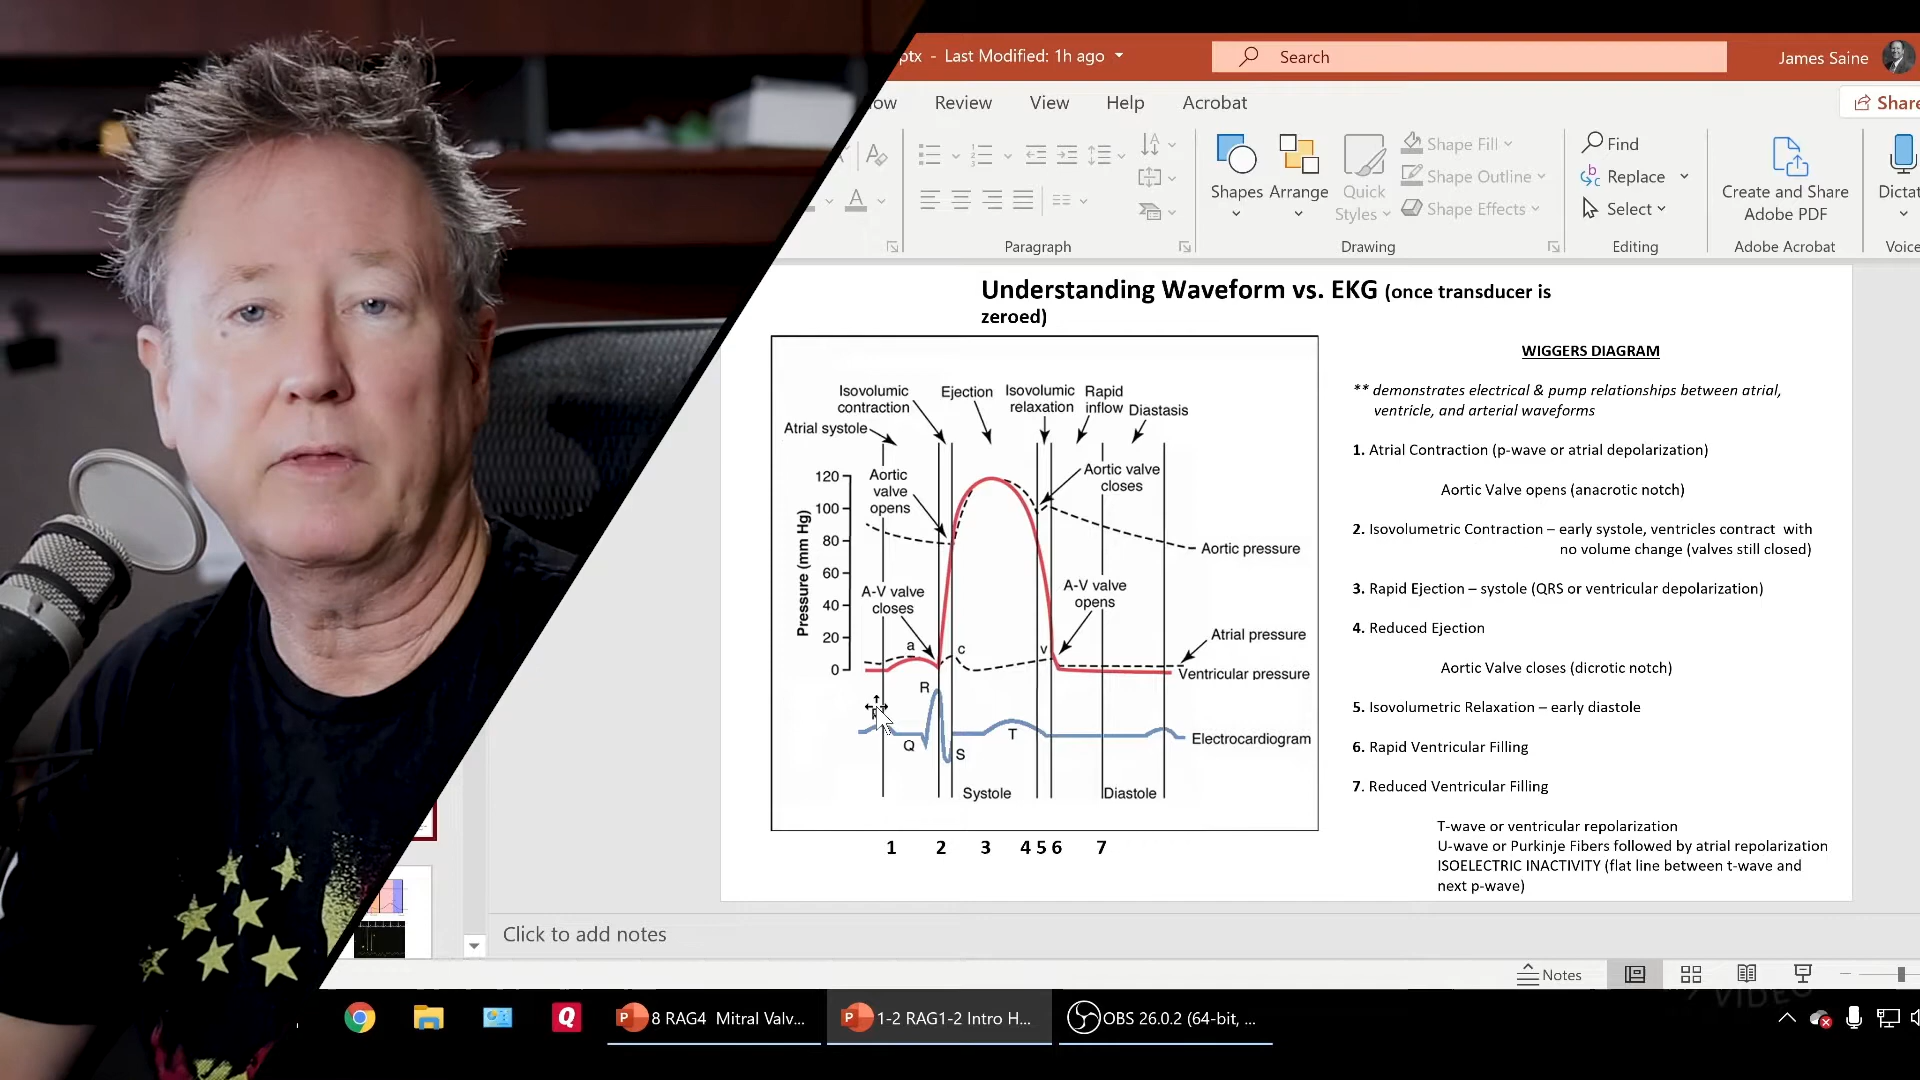 ptx - Last Modified: 1h ago
Search
James Saine
Review View Help Acrobat
Share
Shapes
Arrange
Quick
Styles
Shape Fill
Shape Outline
Shape Effects
Find
Replace
Select
Create and Share
Adobe PDF
Paragraph
Drawing
Editing
Adobe Acrobat
Voice
Understanding Waveform vs. EKG (once transducer is
zeroed)
Isovolumic
contraction
Ejection
Isovolumic
relaxation
Rapid
inflow
Diastasis
Atrial systole
Aortic
valve
opens
Aortic valve
closes
Pressure (mm Hg)
120
100
80
60
40
20
0
Aortic pressure
A-V valve
closes
A-V valve
opens
Atrial pressure
a
c
v
Ventricular pressure
R
Q
S
T
Electrocardiogram
Systole
Diastole
1 2 3 4 5 6 7
WIGGERS DIAGRAM
** demonstrates electrical & pump relationships between atrial,
ventricle, and arterial waveforms
1. Atrial Contraction (p-wave or atrial depolarization)
Aortic Valve opens (anacrotic notch)
2. Isovolumetric Contraction – early systole, ventricles contract with
no volume change (valves still closed)
3. Rapid Ejection – systole (QRS or ventricular depolarization)
4. Reduced Ejection
Aortic Valve closes (dicrotic notch)
5. Isovolumetric Relaxation – early diastole
6. Rapid Ventricular Filling
7. Reduced Ventricular Filling
T-wave or ventricular repolarization
U-wave or Purkinje Fibers followed by atrial repolarization
ISOELECTRIC INACTIVITY (flat line between t-wave and
next p-wave)
Click to add notes
Notes
8 RAG4 Mitral Valv...
1-2 RAG1-2 Intro H...
OBS 26.0.2 (64-bit, ...